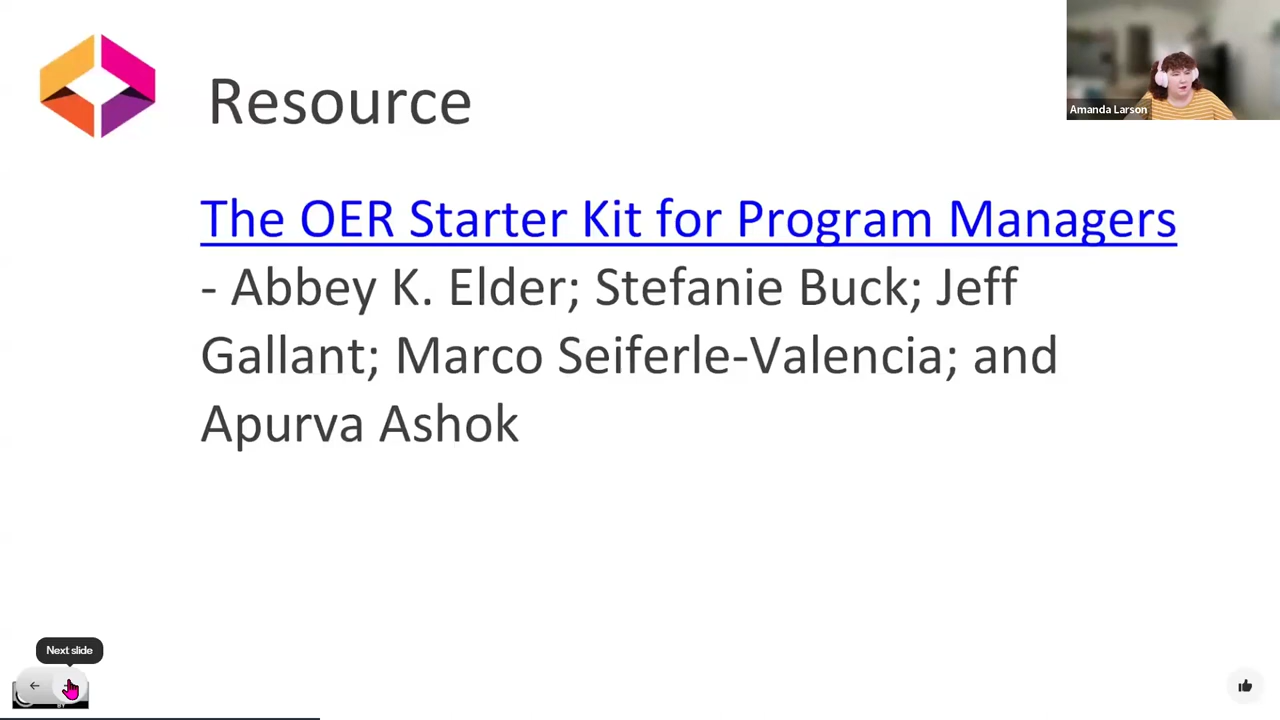 Resource
Amanda Larson
The OER Starter Kit for Program Managers
- Abbey K. Elder; Stefanie Buck; Jeff
Gallant; Marco Seiferle-Valencia; and
Apurva Ashok
Next slide
BY